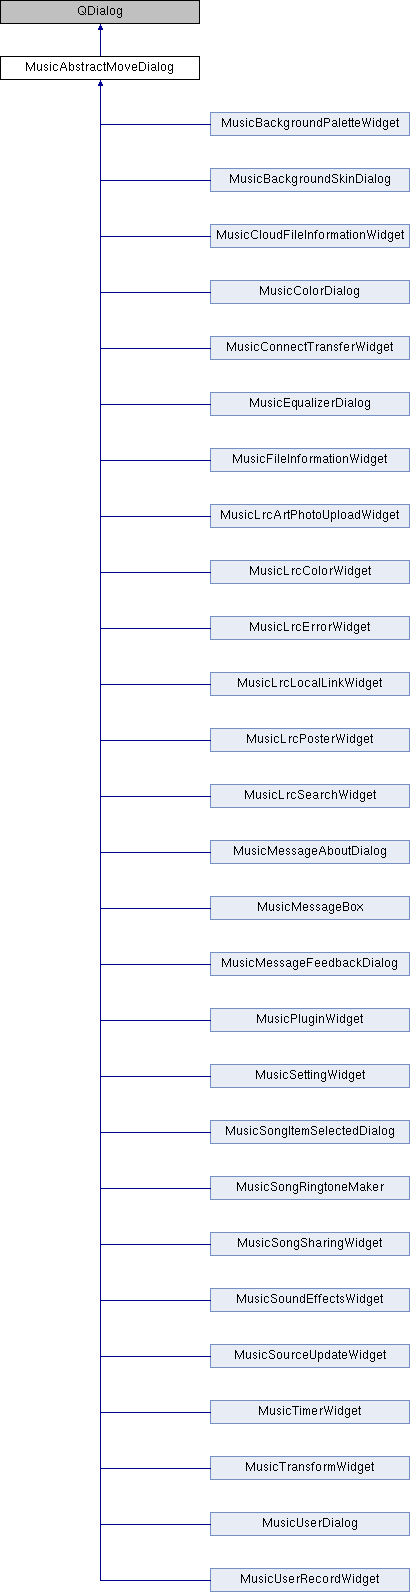 QDialog
MusicAbstractMoveDialog
MusicBackgroundPaletteWidget
MusicBackgroundSkinDialog
MusicCloudFileInformationWidget
MusicColorDialog
MusicConnectTransferWidget
MusicEqualizerDialog
MusicFileInformationWidget
MusicLrcArtPhotoUploadWidget
MusicLrcColorWidget
MusicLrcErrorWidget
MusicLrcLocalLinkWidget
MusicLrcPosterWidget
MusicLrcSearchWidget
MusicMessageAboutDialog
MusicMessageBox
MusicMessageFeedbackDialog
MusicPluginWidget
MusicSettingWidget
MusicSongItemSelectedDialog
MusicSongRingtoneMaker
MusicSongSharingWidget
MusicSoundEffectsWidget
MusicSourceUpdateWidget
MusicTimerWidget
MusicTransformWidget
MusicUserDialog
MusicUserRecordWidget